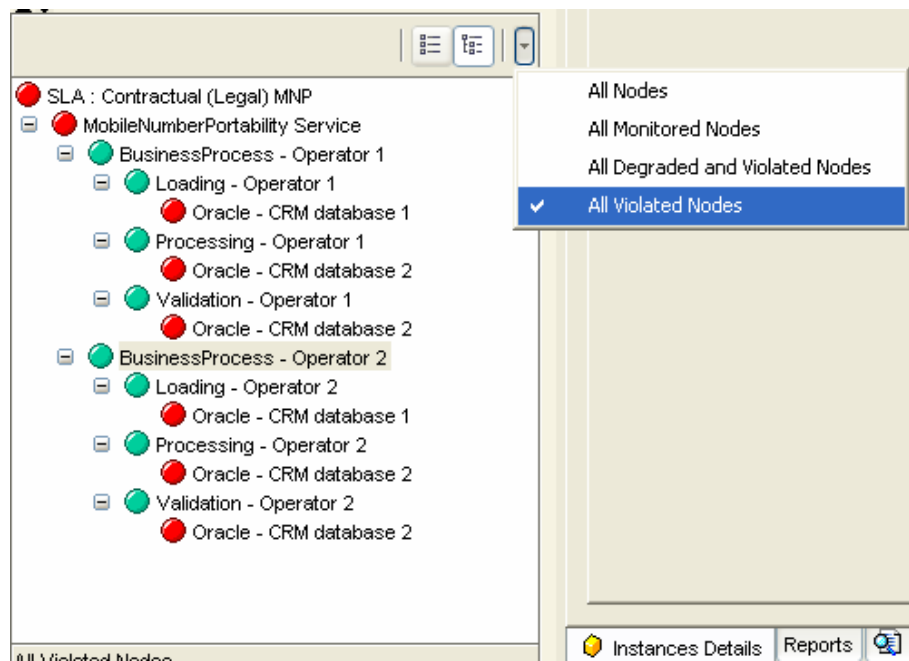 SLA : Contractual (Legal) MNP
MobileNumberPortability Service
BusinessProcess - Operator 1
Loading - Operator 1
Oracle - CRM database 1
Processing - Operator 1
Oracle - CRM database 2
Validation - Operator 1
Oracle - CRM database 2
BusinessProcess - Operator 2
Loading - Operator 2
Oracle - CRM database 1
Processing - Operator 2
Oracle - CRM database 2
Validation - Operator 2
Oracle - CRM database 2
All Violated Nodes
All Nodes
All Monitored Nodes
All Degraded and Violated Nodes
All Violated Nodes
Instances Details
Reports